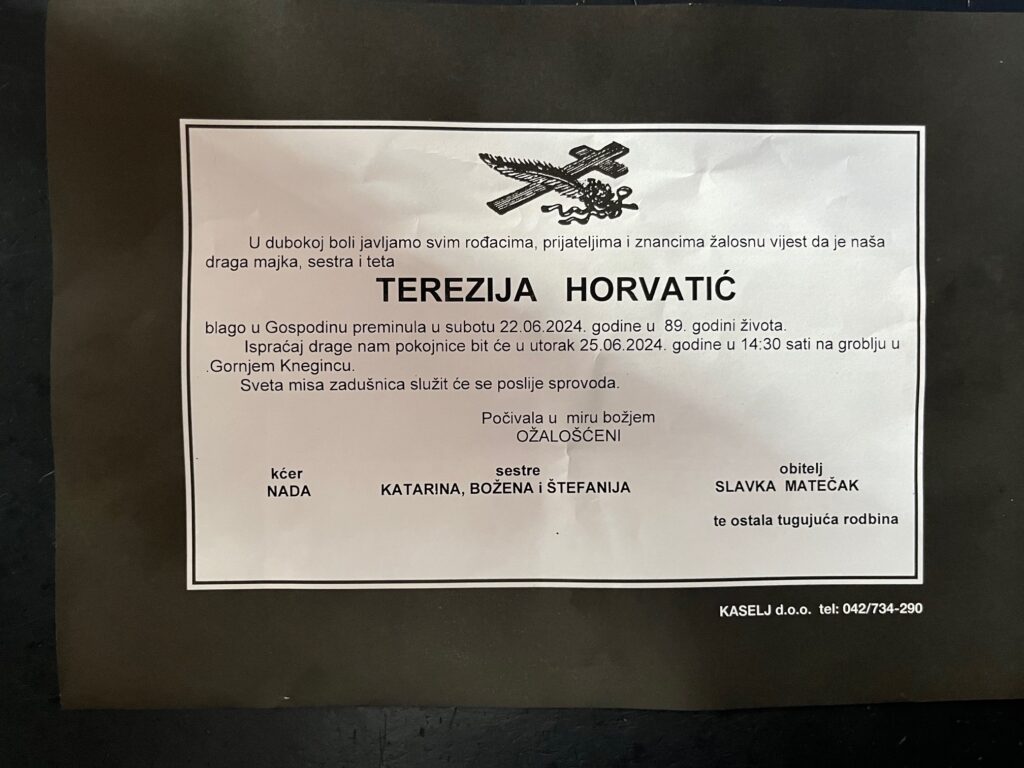 U dubokoj boli javljamo svim rođacima, prijateljima i znancima žalosnu vijest da je naša
draga majka, sestra i teta
TEREZIJA HORVATIĆ
blago u Gospodinu preminula u subotu 22.06.2024. godine u 89. godini života.
Ispraćaj drage nam pokojnice bit će u utorak 25.06.2024. godine u 14:30 sati na groblju u
.Gornjem Knegincu.
Sveta misa zadušnica služit će se poslije sprovoda.
Počivala u miru božjem
OŽALOŠĆENI
kćer
NADA
sestre
KATARINA, BOŽENA i ŠTEFANIJA
obitelj
SLAVKA MATEČAK
te ostala tugujuća rodbina
KASELJ d.o.o. tel: 042/734-290